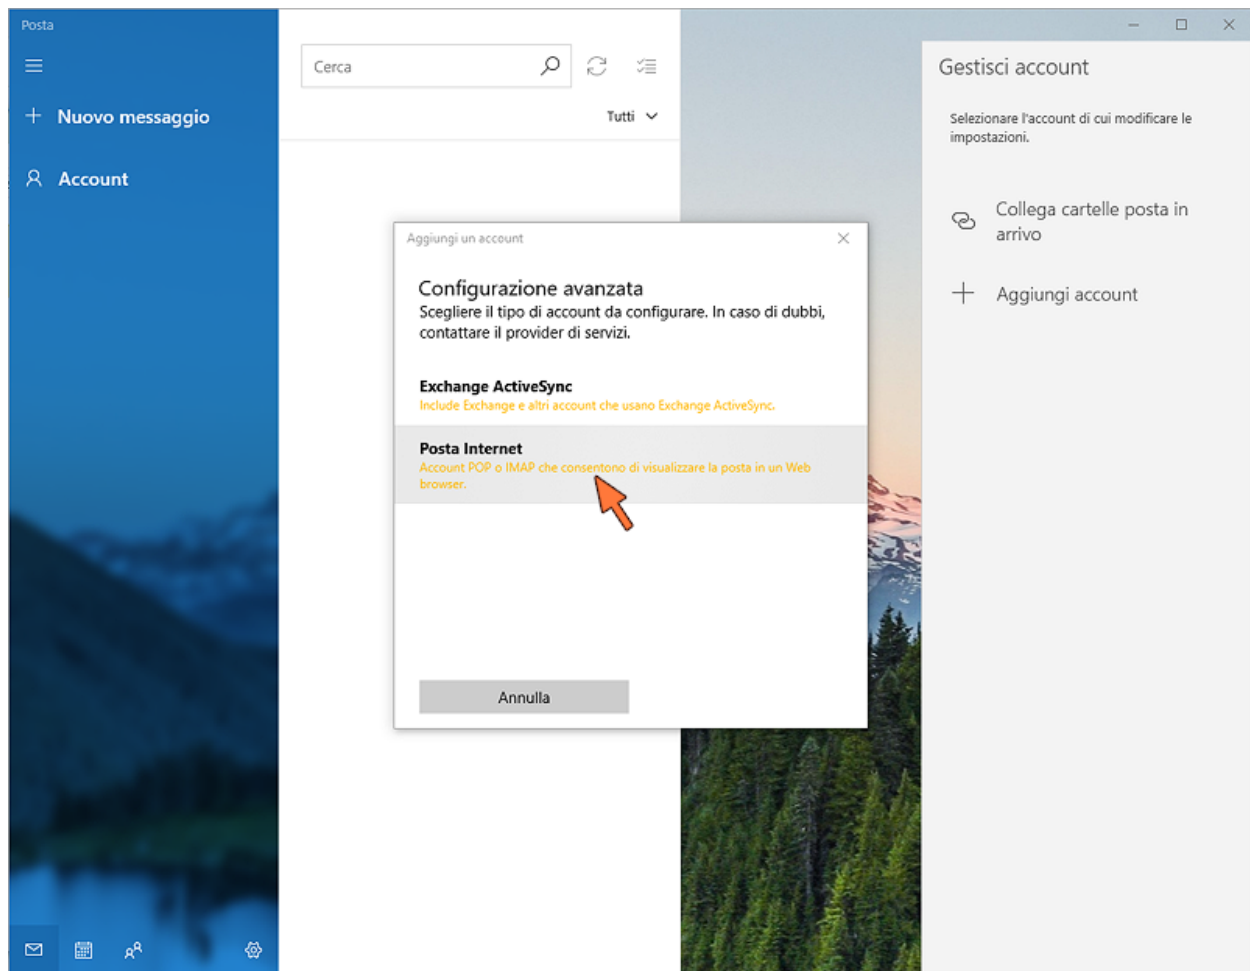 Posta
Nuovo messaggio
Account
Cerca
Tutti
Aggiungi un account
Configurazione avanzata
Scegliere il tipo di account da configurare. In caso di dubbi,
contattare il provider di servizi.
Exchange ActiveSync
Include Exchange e altri account che usano Exchange ActiveSync.
Posta Internet
Account POP o IMAP che consentono di visualizzare la posta in un Web
browser.
Annulla
Gestisci account
Selezionare l'account di cui modificare le
impostazioni.
Collega cartelle posta in
arrivo
Aggiungi account